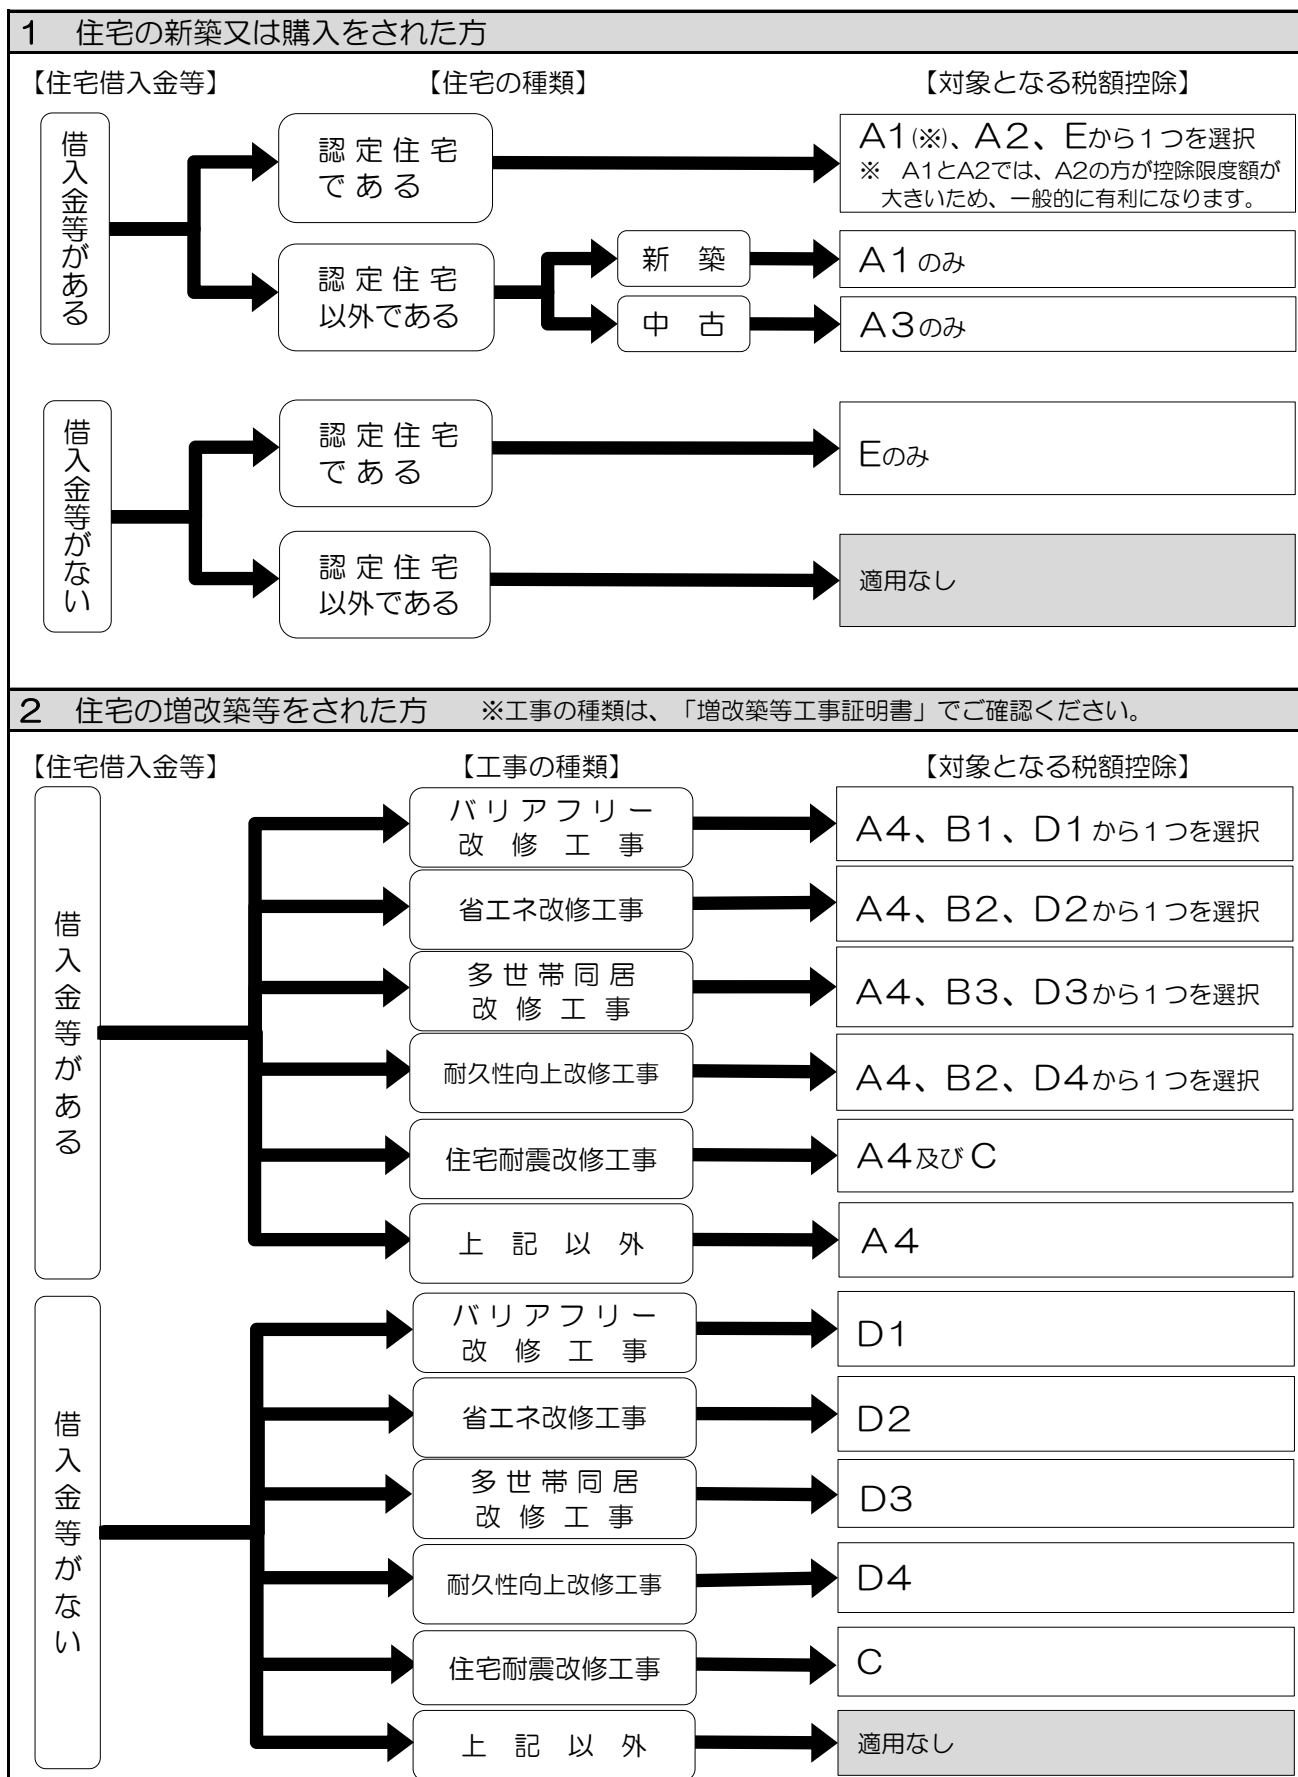 1 住宅の新築又は購入をされた方
【住宅借入金等】 【住宅の種類】 【対象となる税額控除】
借入金等がある
認定住宅
である
A1(※)、A2、Eから1つを選択
※ A1とA2では、A2の方が控除限度額が
大きいため、一般的に有利になります。
認定住宅
以外である
新築
A1のみ
中古
A3のみ
借入金等がない
認定住宅
である
Eのみ
認定住宅
以外である
適用なし
2 住宅の増改築等をされた方 ※工事の種類は、「増改築等工事証明書」でご確認ください。
【住宅借入金等】 【工事の種類】 【対象となる税額控除】
借入金等がある
バリアフリー
改修工事
A4、B1、D1から1つを選択
省エネ改修工事
A4、B2、D2から1つを選択
多世帯同居
改修工事
A4、B3、D3から1つを選択
耐久性向上改修工事
A4、B2、D4から1つを選択
住宅耐震改修工事
A4及びC
上記以外
A4
借入金等がない
バリアフリー
改修工事
D1
省エネ改修工事
D2
多世帯同居
改修工事
D3
耐久性向上改修工事
D4
住宅耐震改修工事
C
上記以外
適用なし